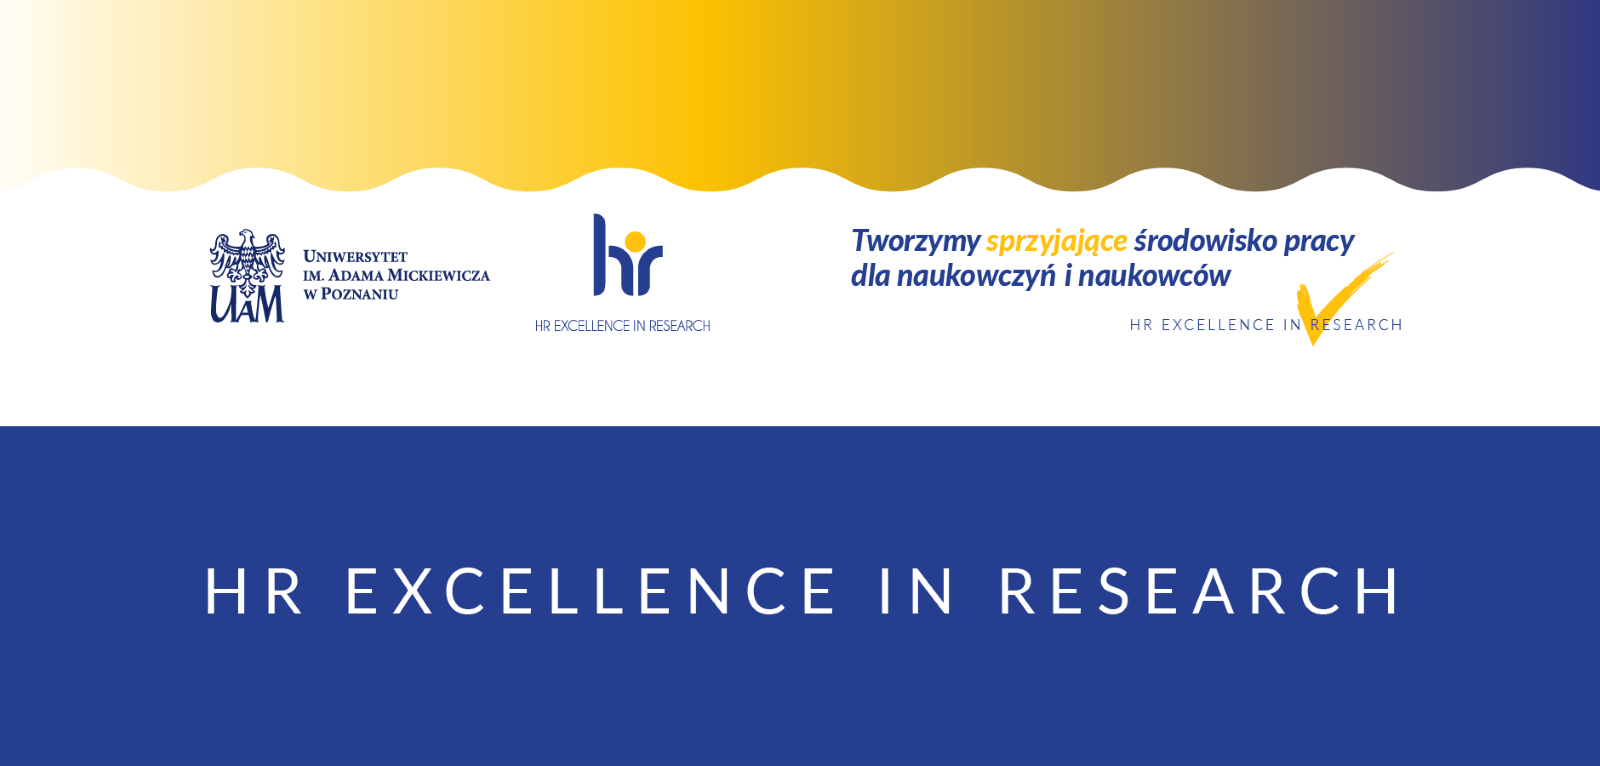 UNIWERSYTET
IM. ADAMA MICKIEWICZA
W POZNANIU
UAM
hr
HR EXCELLENCE IN RESEARCH
Tworzymy sprzyjające środowisko pracy
dla naukowczyń i naukowców
HR EXCELLENCE IN RESEARCH
HR EXCELLENCE IN RESEARCH